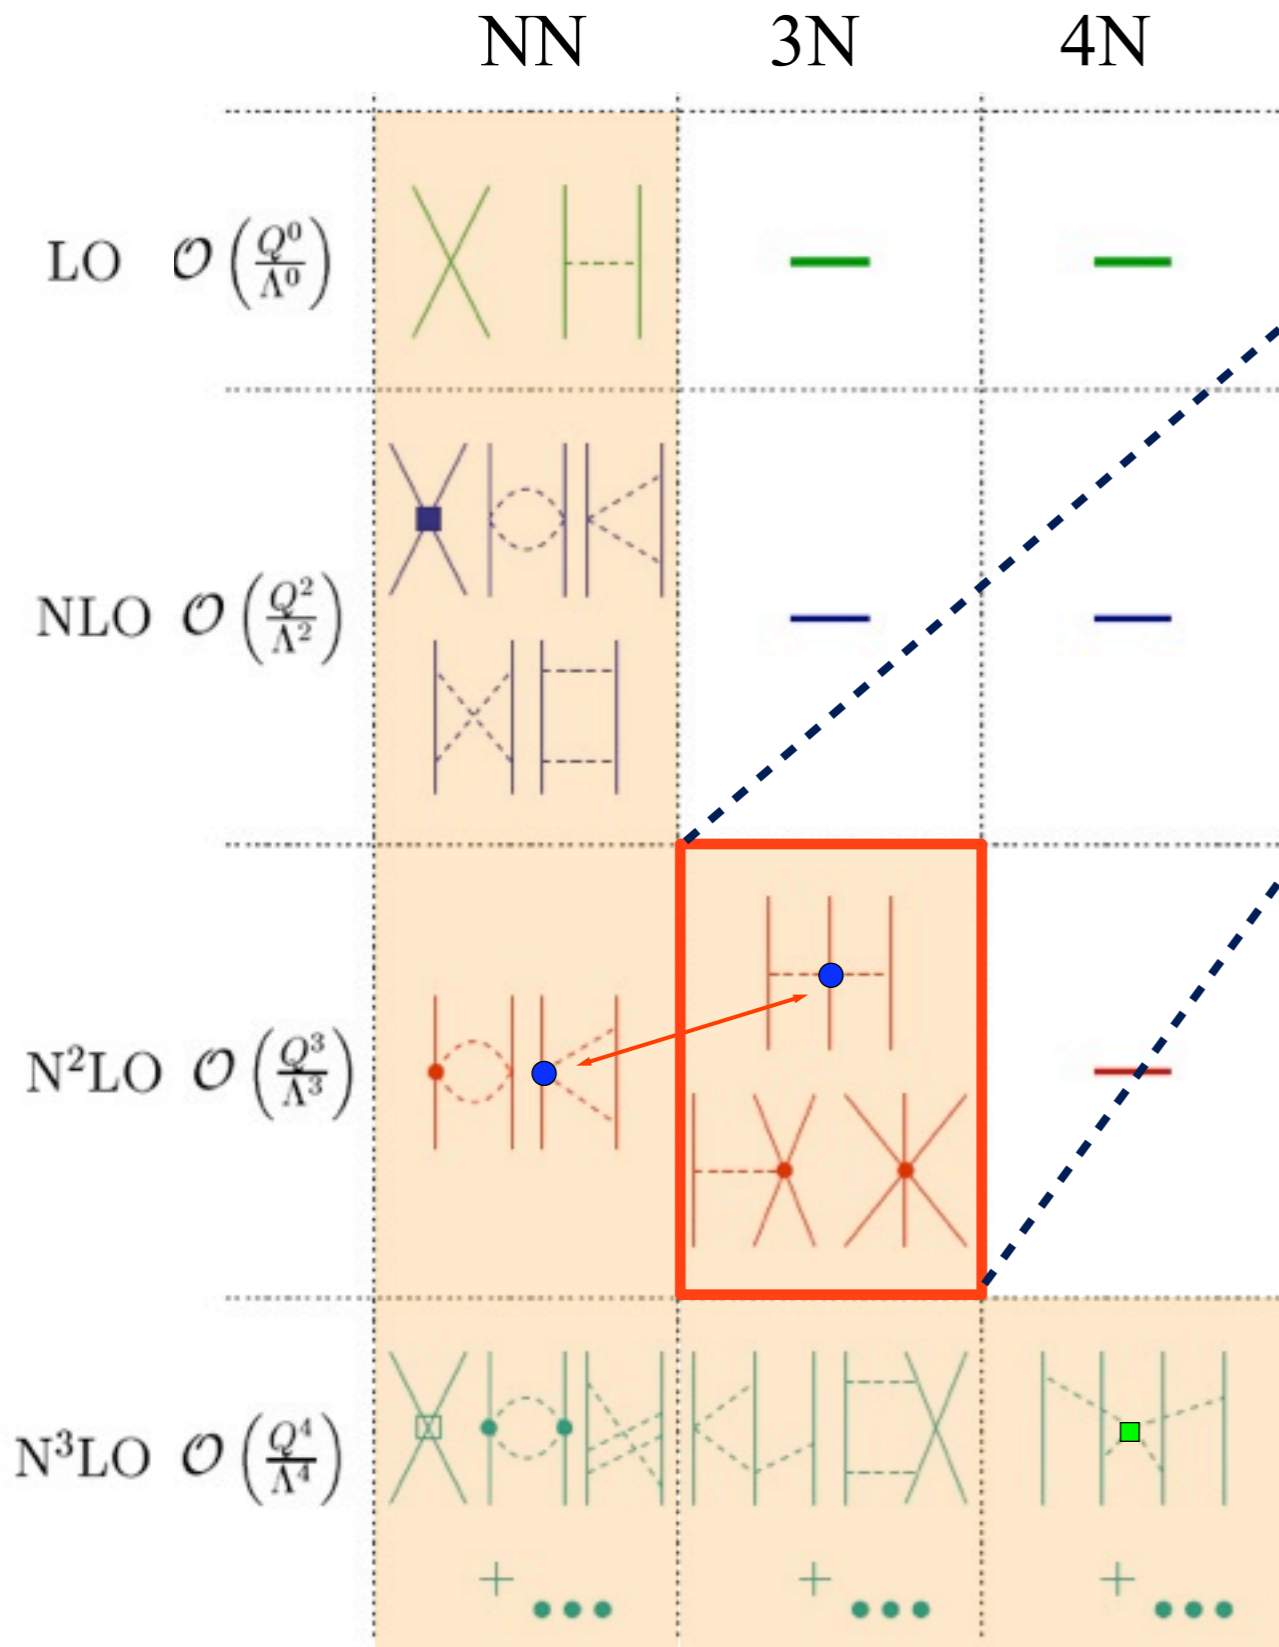 NN 3N 4N
LO 𝒪(Q⁰/Λ⁰)
NLO 𝒪(Q²/Λ²)
N²LO 𝒪(Q³/Λ³)
N³LO 𝒪(Q⁴/Λ⁴)
+ ••• + ••• + •••